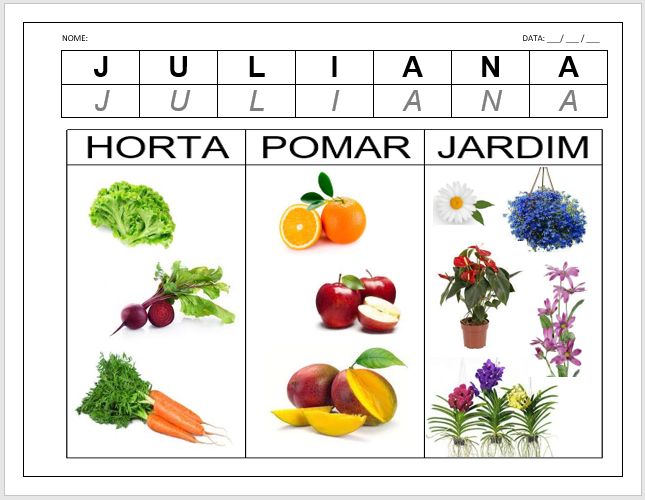 NOME: DATA: ___/ ___ / ___
J U L I A N A
J U L I A N A
HORTA POMAR JARDIM